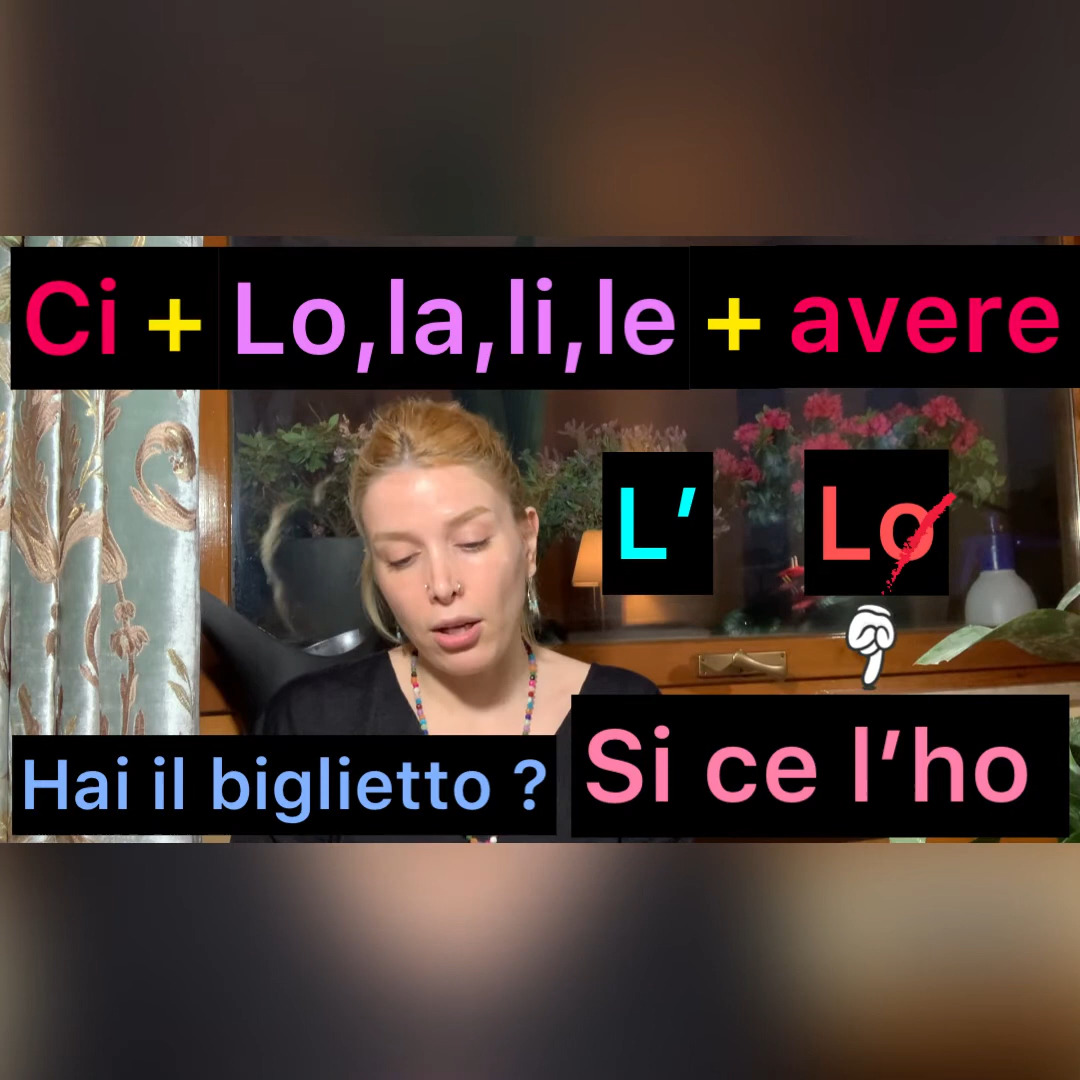 Ci + Lo,la,li,le + avere
L’ Lo
Hai il biglietto ? Si ce l’ho